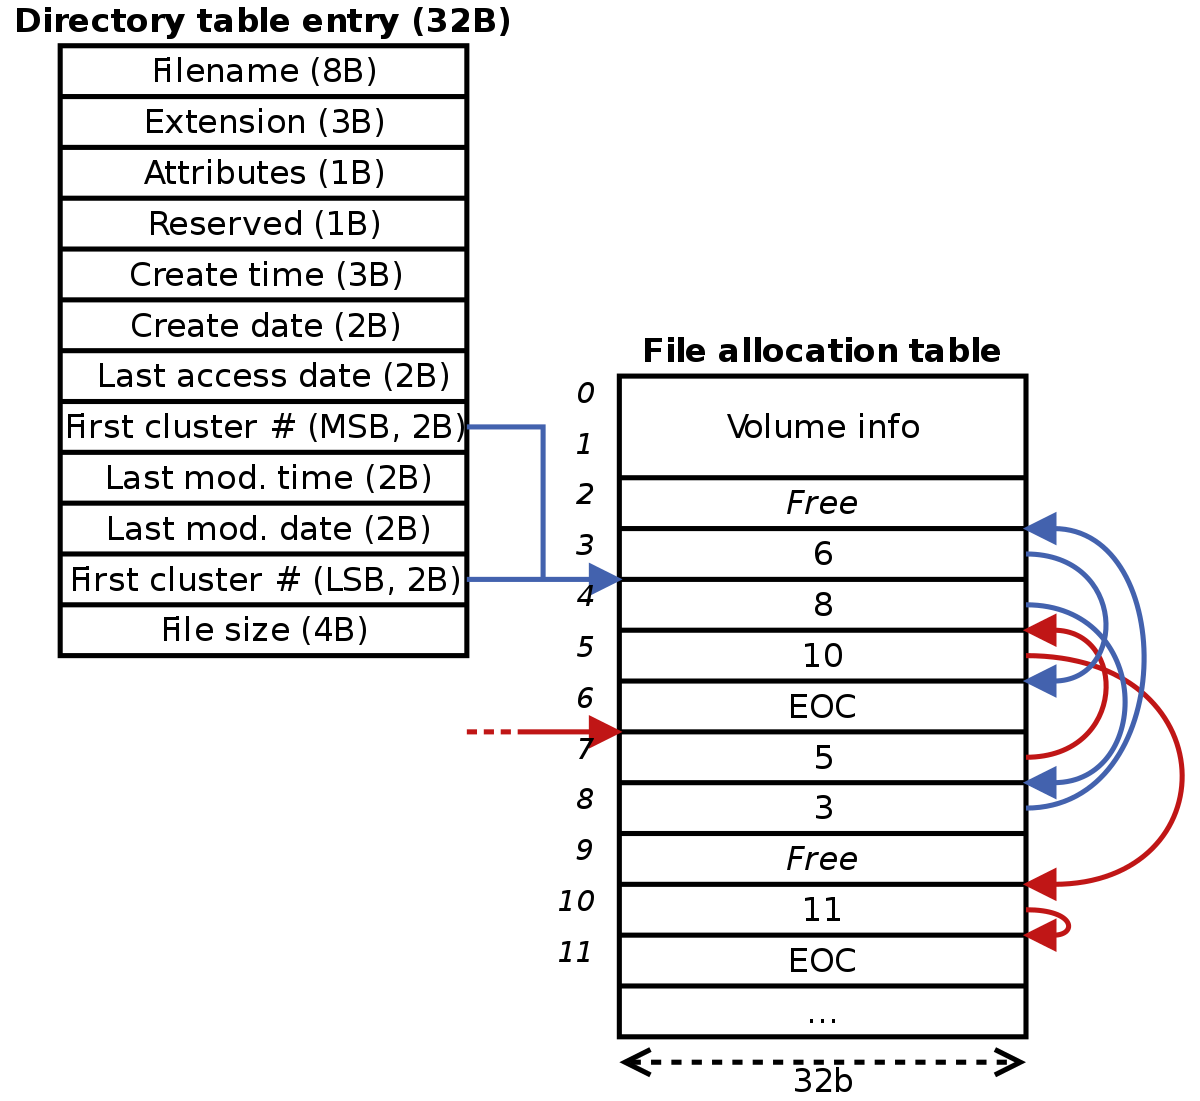 Directory table entry (32B)
Filename (8B)
Extension (3B)
Attributes (1B)
Reserved (1B)
Create time (3B)
Create date (2B)
Last access date (2B)
First cluster # (MSB, 2B)
Last mod. time (2B)
Last mod. date (2B)
First cluster # (LSB, 2B)
File size (4B)
File allocation table
0
1
Volume info
2 Free
3 6
4 8
5 10
6 EOC
7 5
8 3
9 Free
10 11
11 EOC
...
32b